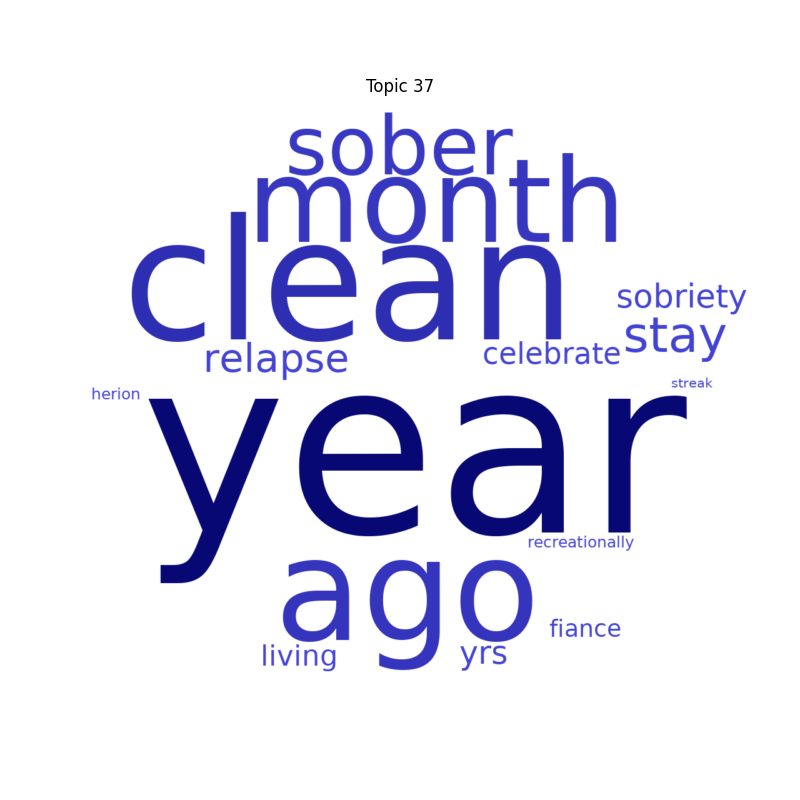 Topic 37
sober
month
clean
sobriety
stay
relapse
celebrate
streak
herion
year
recreationally
ago
fiance
living
yrs